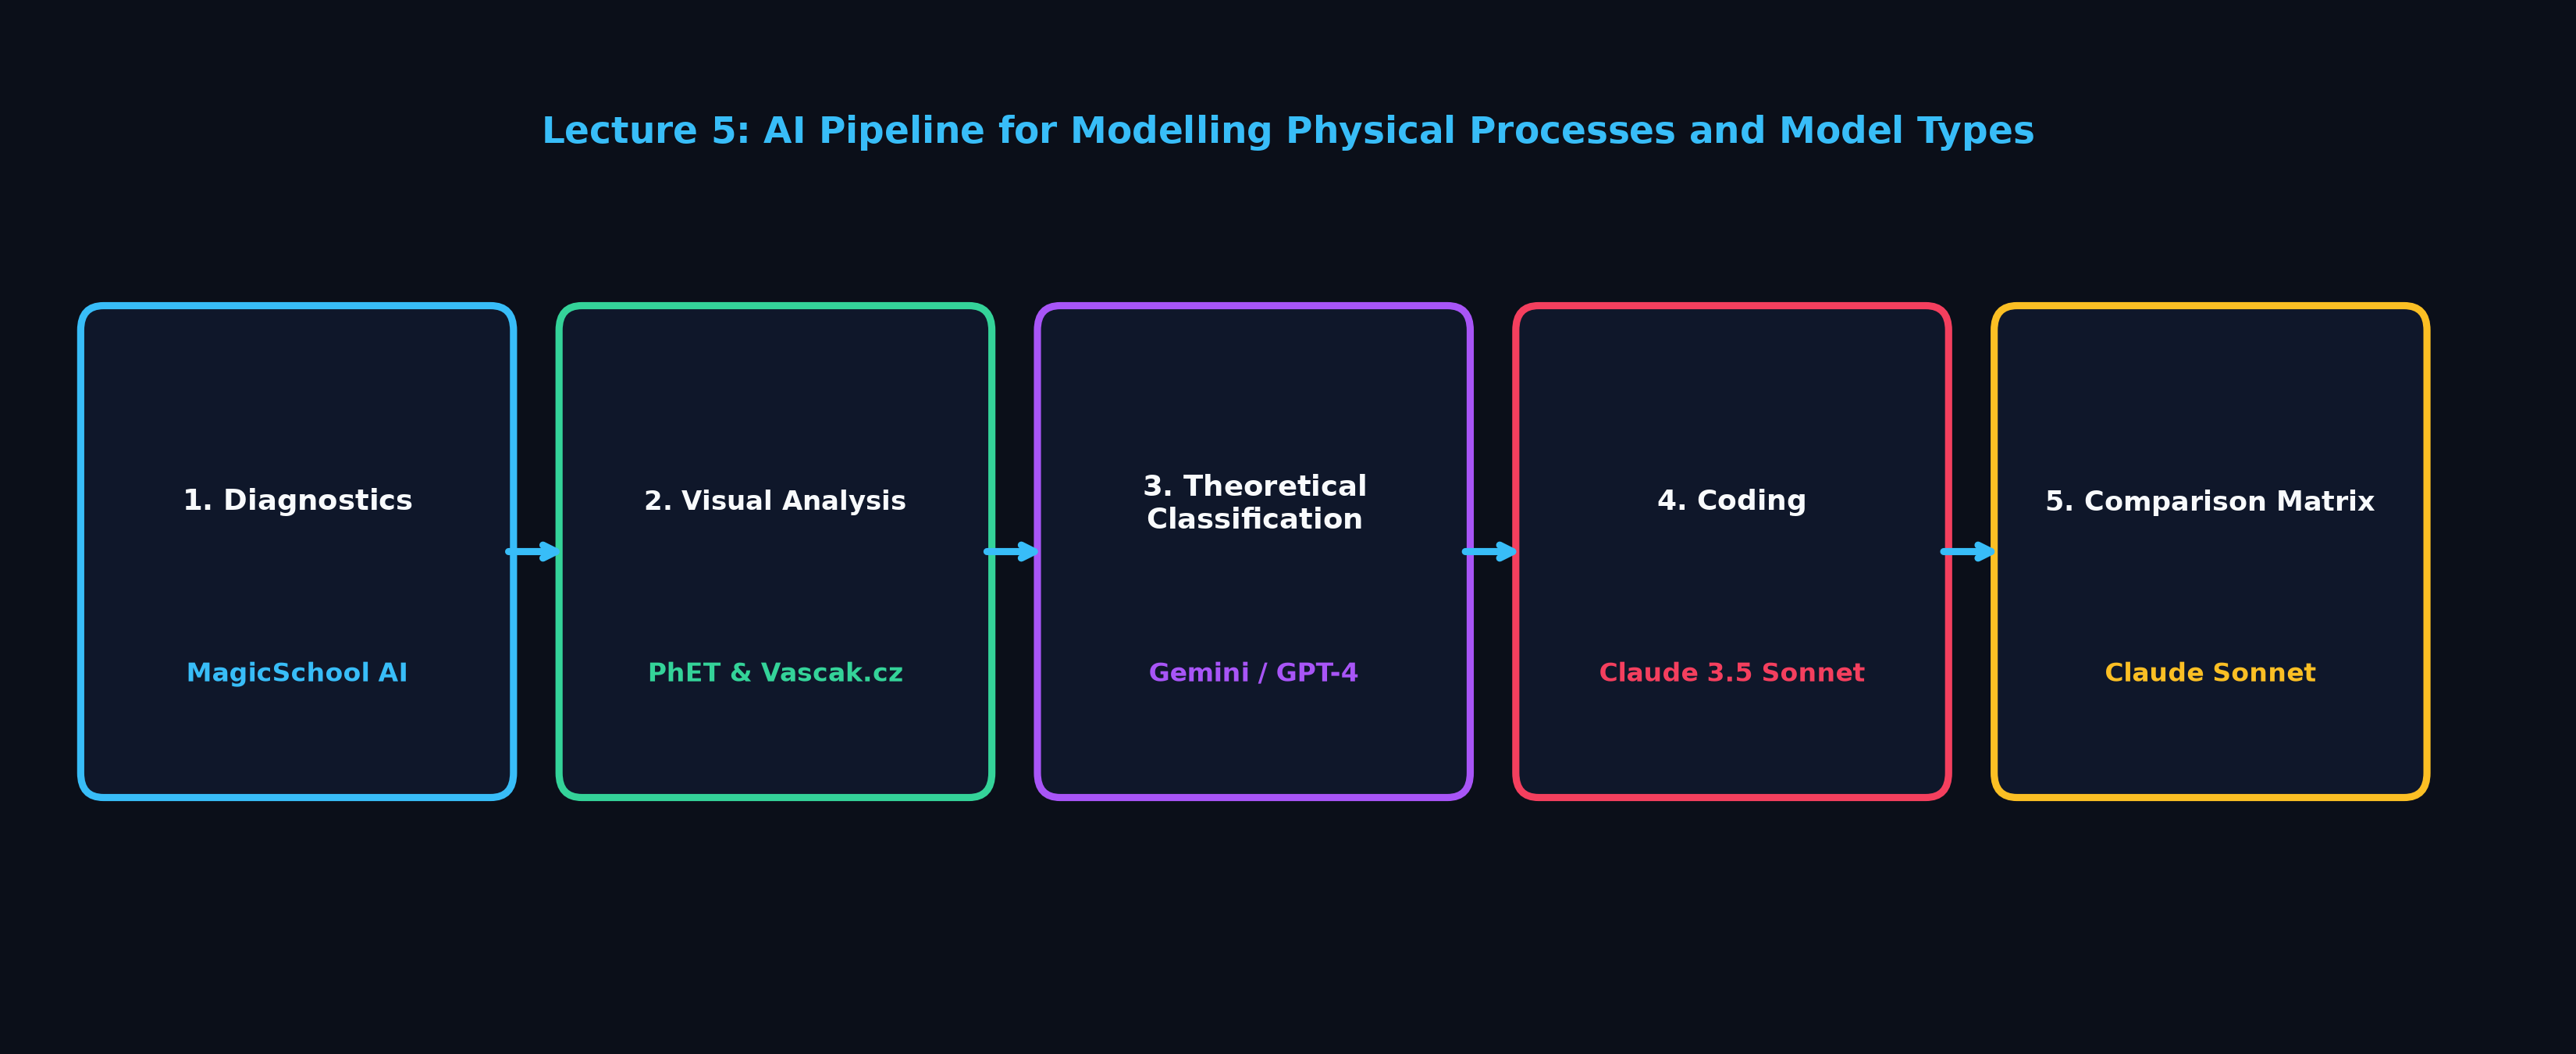 Lecture 5: AI Pipeline for Modelling Physical Processes and Model Types
1. Diagnostics
MagicSchool AI
2. Visual Analysis
PhET & Vascak.cz
3. Theoretical
Classification
Gemini / GPT-4
4. Coding
Claude 3.5 Sonnet
5. Comparison Matrix
Claude Sonnet